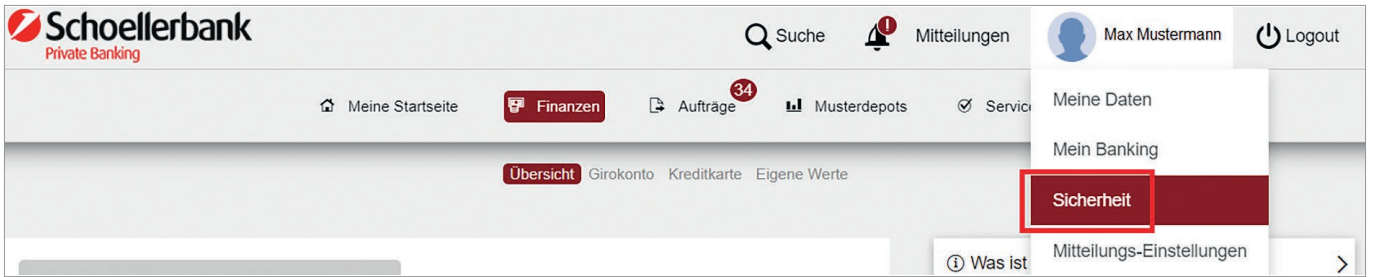 Schoellerbank
Private Banking
Suche
!
Mitteilungen
Max Mustermann
Logout
Meine Startseite
Finanzen
Aufträge
34
Musterdepots
Meine Daten
Mein Banking
Übersicht Girokonto Kreditkarte Eigene Werte
Sicherheit
Mitteilungs-Einstellungen
Was ist